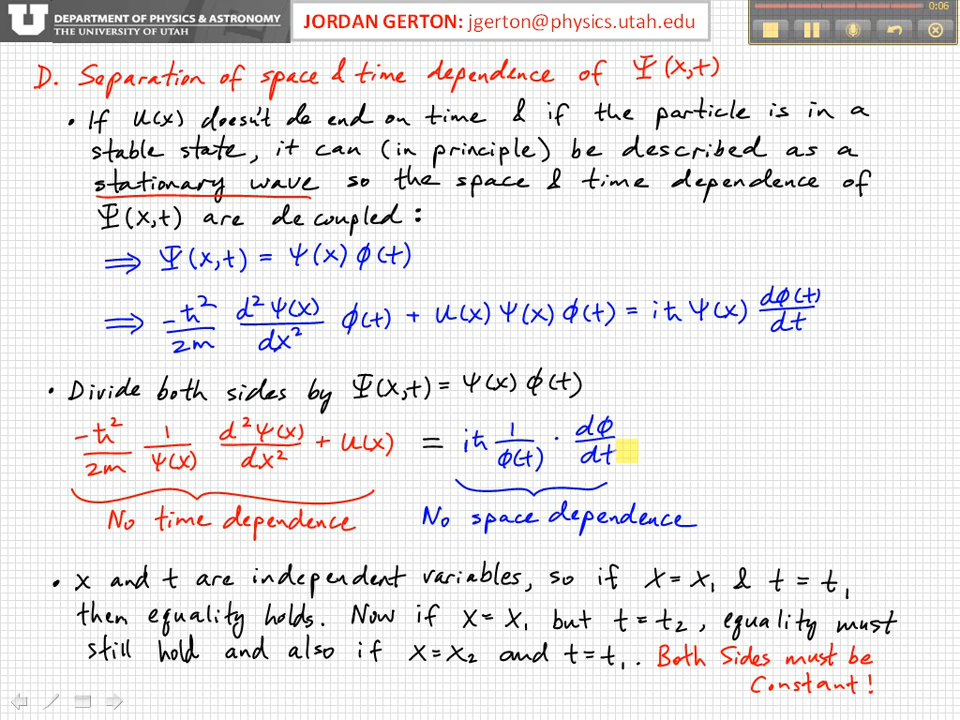 DEPARTMENT OF PHYSICS & ASTRONOMY
THE UNIVERSITY OF UTAH
JORDAN GERTON: jgerton@physics.utah.edu
0:06
D. Separation of space & time dependence of Ψ(x,t)
• If U(x) doesn't de end on time & if the particle is in a
stable state, it can (in principle) be described as a
stationary wave so the space & time dependence of
Ψ(x,t) are decoupled:
⟹ Ψ(x,t) = ψ(x) ϕ(t)
⟹ -ħ²/2m d²ψ(x)/dx² ϕ(t) + U(x) ψ(x) ϕ(t) = iħ ψ(x) dϕ(t)/dt
• Divide both sides by Ψ(x,t) = ψ(x) ϕ(t)
-ħ²/2m 1/ψ(x) d²ψ(x)/dx² + U(x) = iħ 1/ϕ(t) · dϕ/dt
No time dependence No space dependence
• x and t are independent variables, so if x = x₁ & t = t₁
then equality holds. Now if x = x₁ but t = t₂, equality must
still hold and also if x = x₂ and t = t₁. Both Sides must be
Constant!